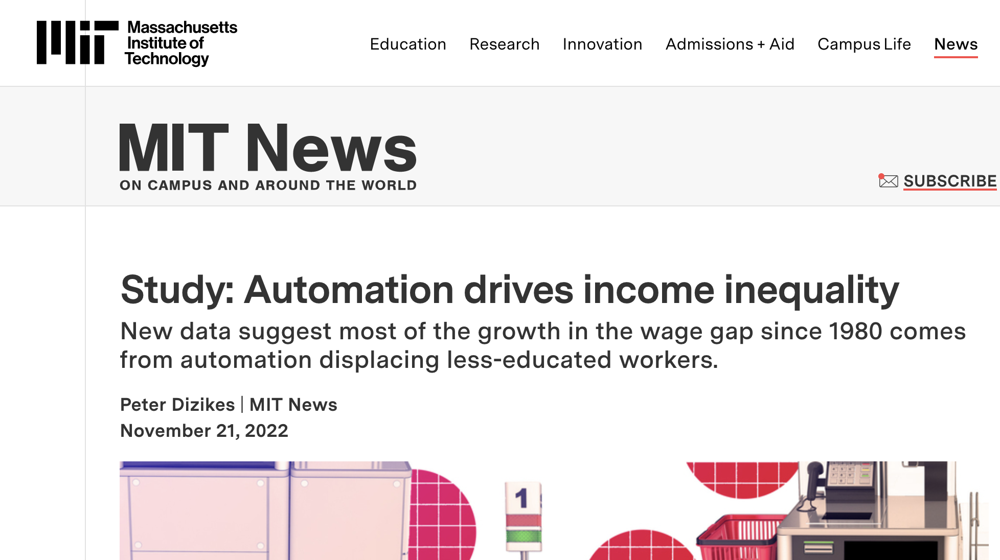 Massachusetts
Institute of
Technology
Education Research Innovation Admissions + Aid Campus Life News
MIT News
ON CAMPUS AND AROUND THE WORLD
SUBSCRIBE
Study: Automation drives income inequality
New data suggest most of the growth in the wage gap since 1980 comes
from automation displacing less-educated workers.
Peter Dizikes | MIT News
November 21, 2022
1